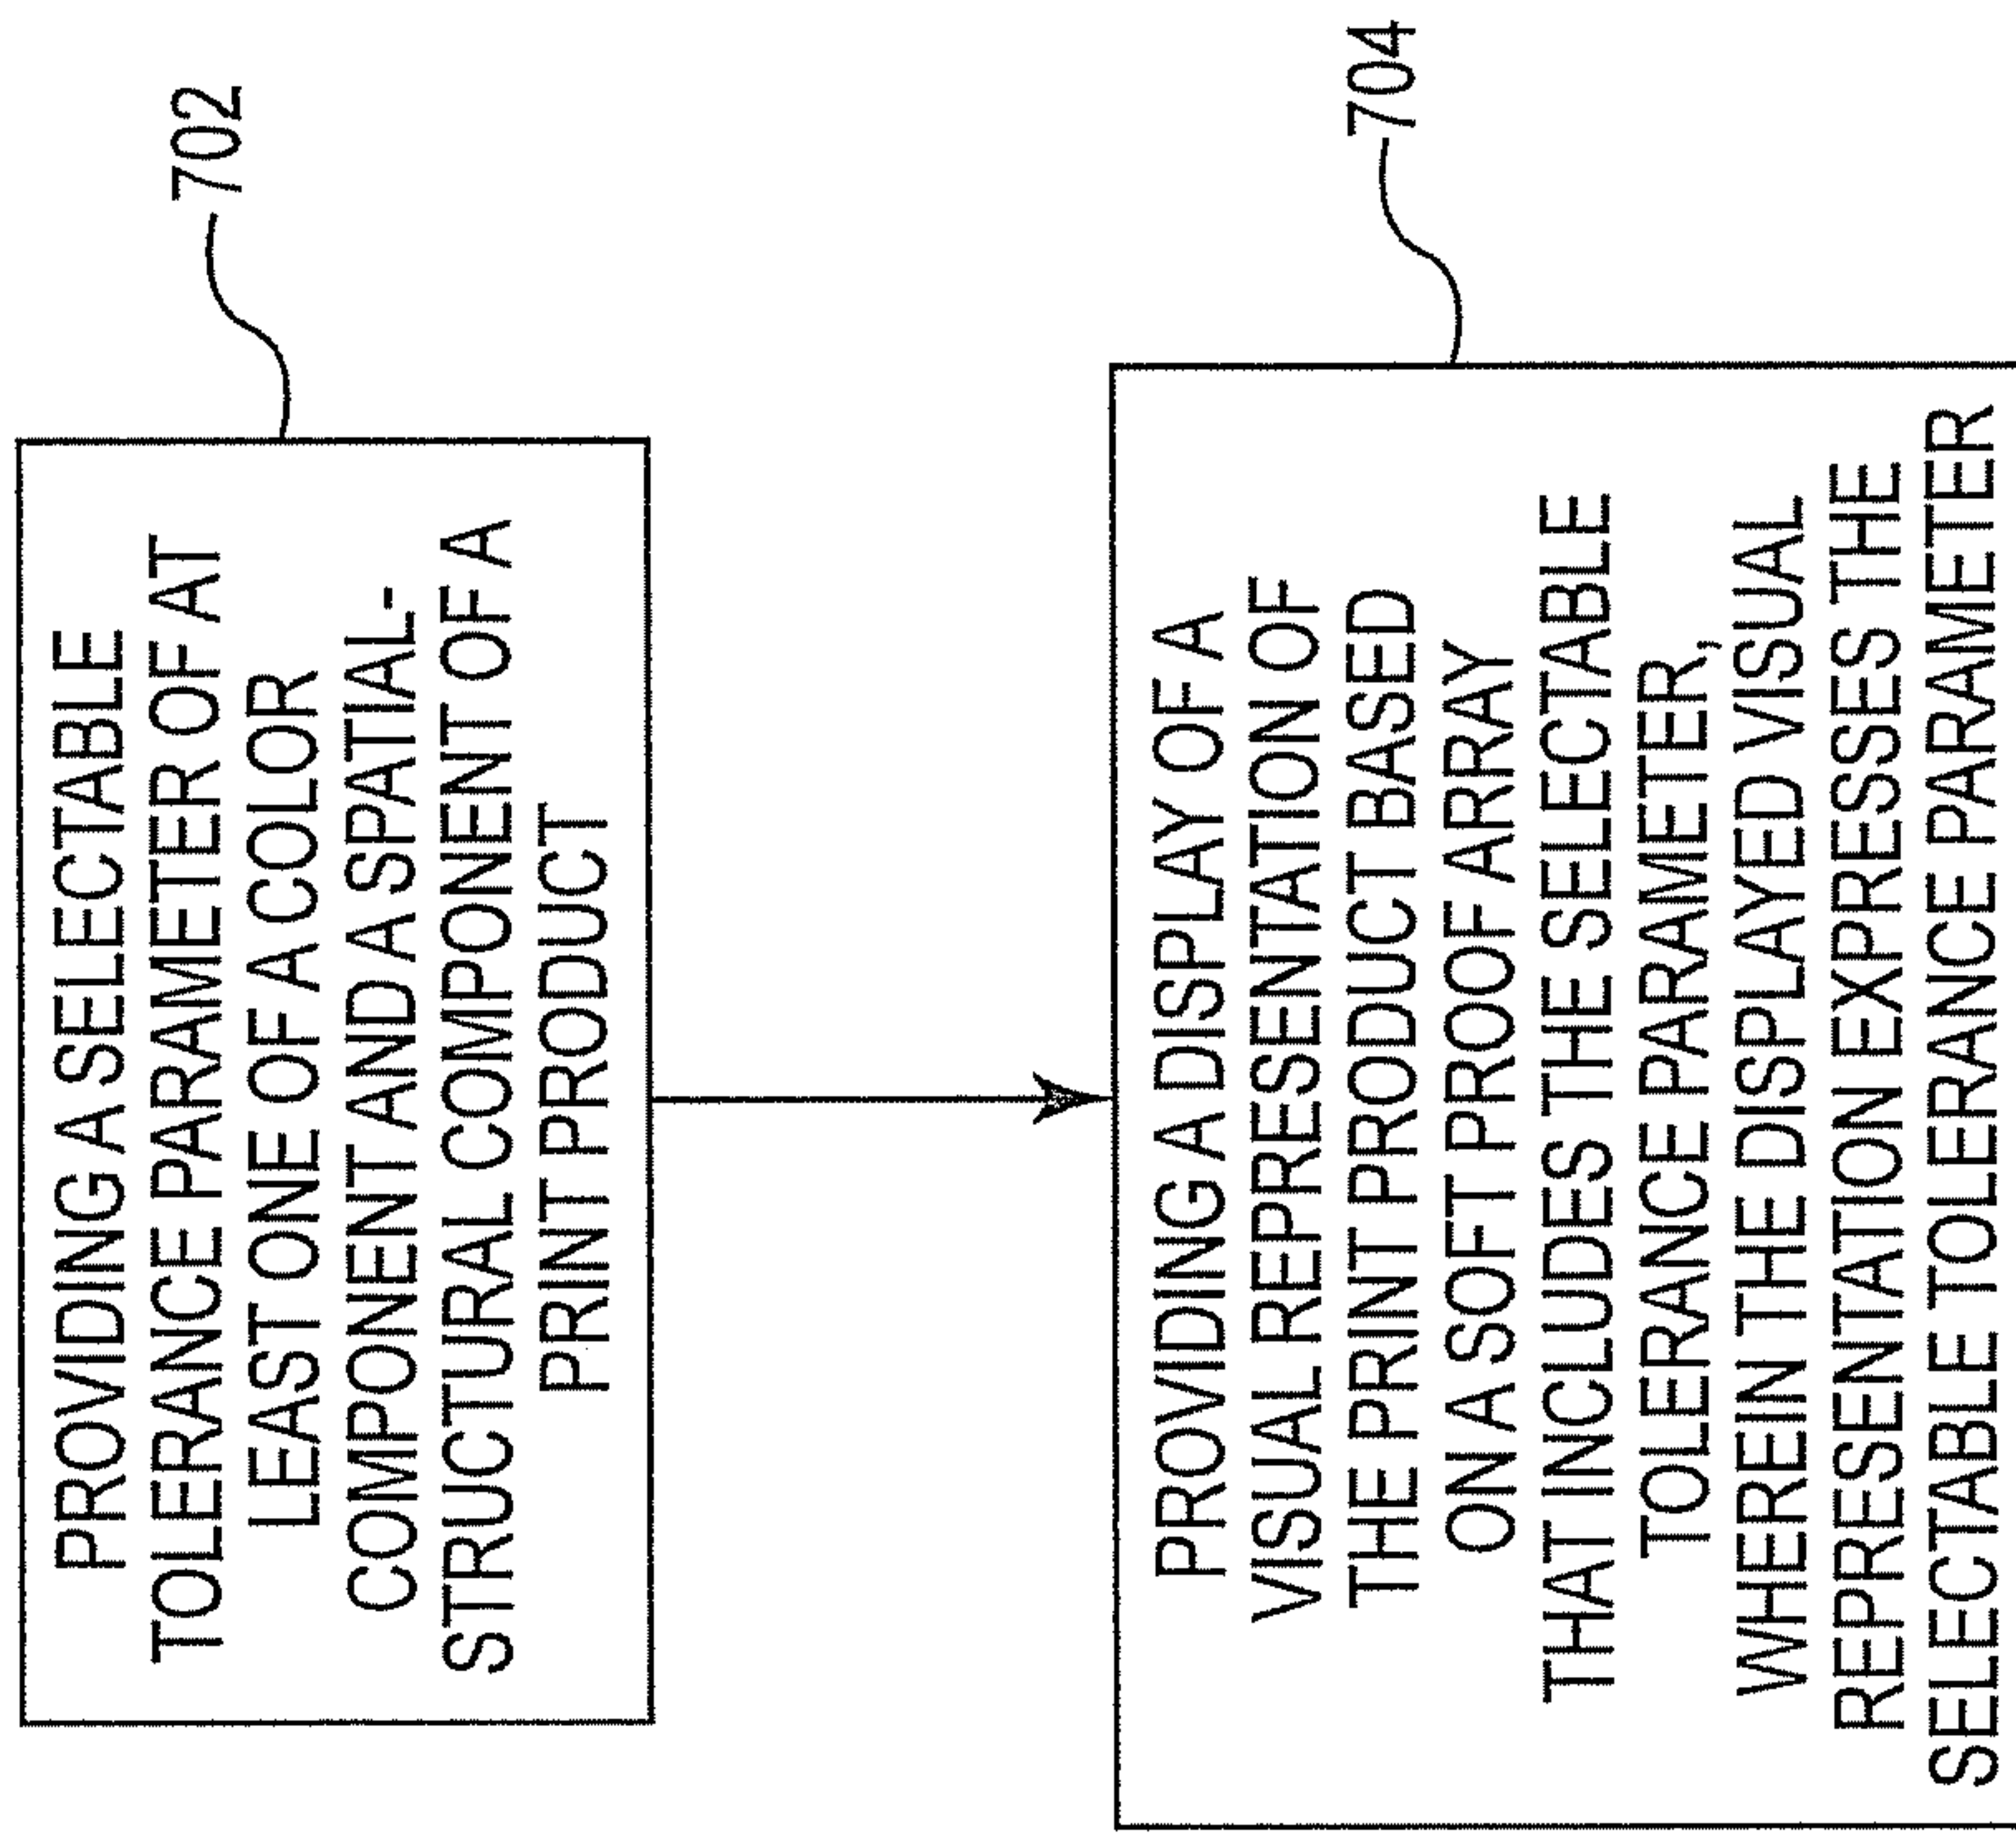 PROVIDING A SELECTABLE
TOLERANCE PARAMETER OF AT
LEAST ONE OF A COLOR
COMPONENT AND A SPATIAL-
STRUCTURAL COMPONENT OF A
PRINT PRODUCT
702
PROVIDING A DISPLAY OF A
VISUAL REPRESENTATION OF
THE PRINT PRODUCT BASED
ON A SOFT PROOF ARRAY
THAT INCLUDES THE SELECTABLE
TOLERANCE PARAMETER,
WHEREIN THE DISPLAYED VISUAL
REPRESENTATION EXPRESSES THE
SELECTABLE TOLERANCE PARAMETER
704